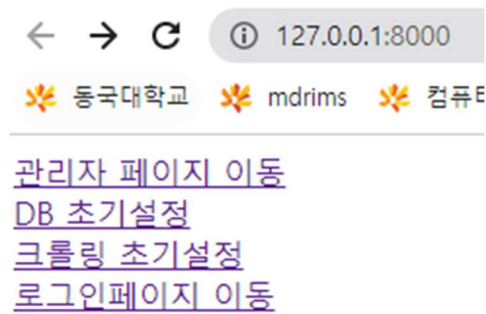 127.0.0.1:8000
동국대학교 mdrims
관리자 페이지 이동
DB 초기설정
크롤링 초기설정
로그인페이지 이동